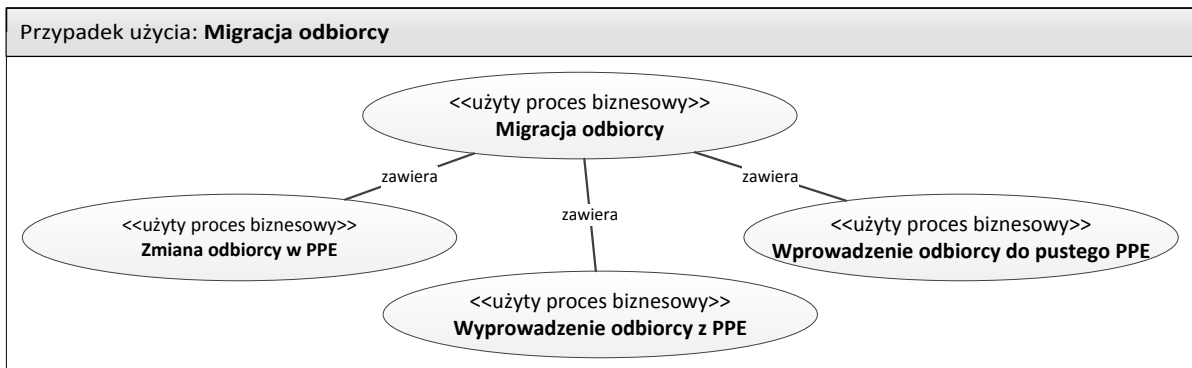 Przypadek użycia: Migracja odbiorcy
<<użyty proces biznesowy>>
Migracja odbiorcy
zawiera
zawiera
zawiera
<<użyty proces biznesowy>>
Zmiana odbiorcy w PPE
<<użyty proces biznesowy>>
Wprowadzenie odbiorcy do pustego PPE
<<użyty proces biznesowy>>
Wyprowadzenie odbiorcy z PPE